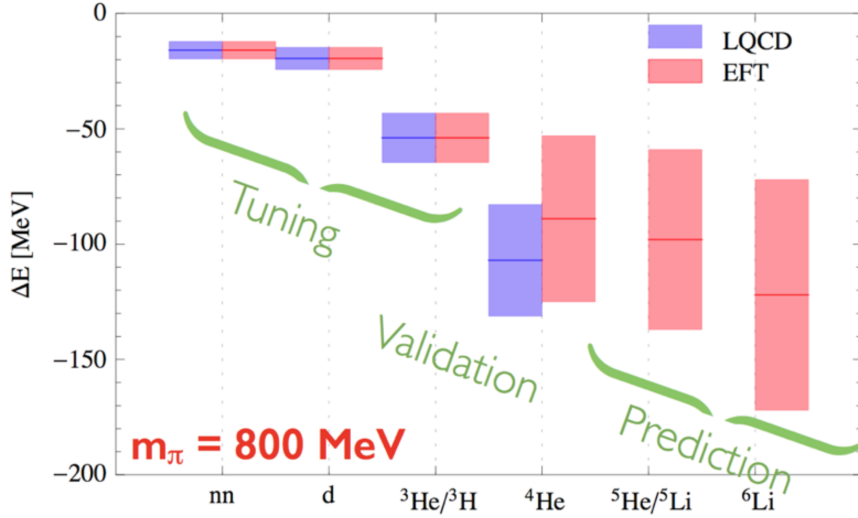 0
−50
−100
−150
−200
ΔE [MeV]
LQCD
EFT
Tuning
Validation
Prediction
mπ = 800 MeV
nn
d
³He/³H
⁴He
⁵He/⁵Li
⁶Li